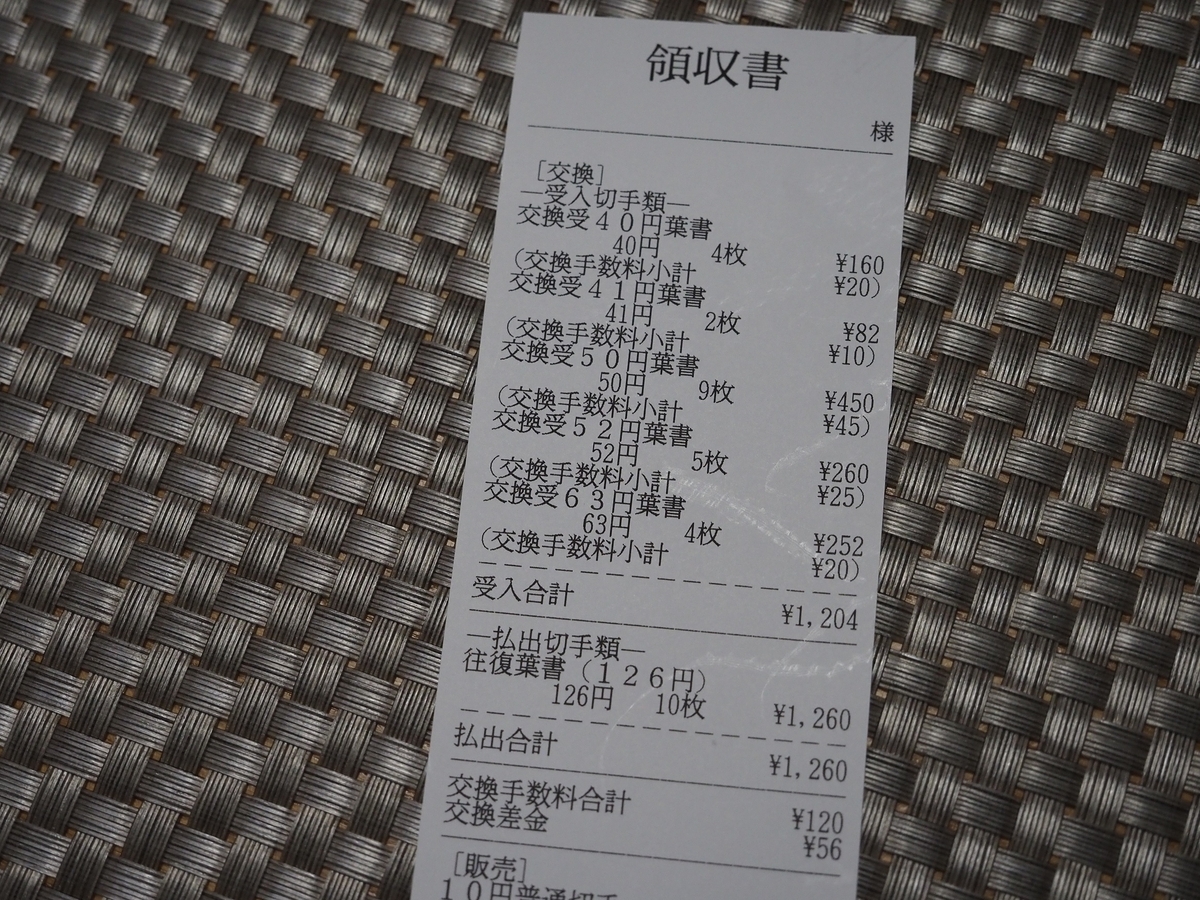 領収書
様
[交換]
―受入切手類―
交換受４０円葉書
40円 4枚 ¥160
(交換手数料小計 ¥20)
交換受４１円葉書
41円 2枚 ¥82
(交換手数料小計 ¥10)
交換受５０円葉書
50円 9枚 ¥450
(交換手数料小計 ¥45)
交換受５２円葉書
52円 5枚 ¥260
(交換手数料小計 ¥25)
交換受６３円葉書
63円 4枚 ¥252
(交換手数料小計 ¥20)
受入合計 ¥1,204
―払出切手類―
往復葉書（１２６円）
126円 10枚 ¥1,260
払出合計 ¥1,260
交換手数料合計 ¥120
交換差金 ¥56
[販売]
１０円普通切手